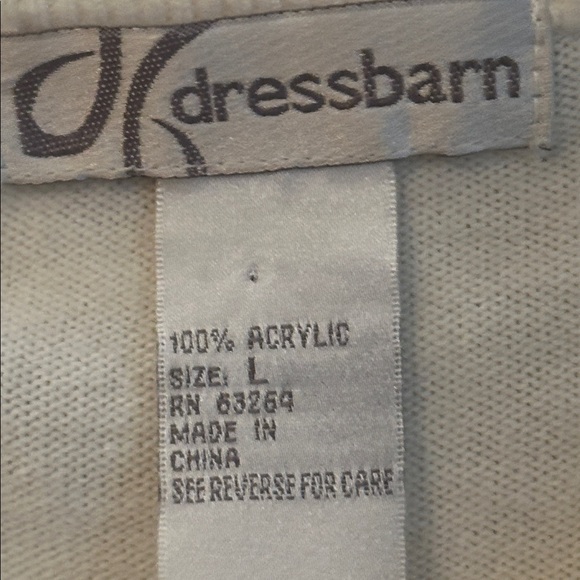 dressbarn
100% ACRYLIC
SIZE: L
RN 63264
MADE IN
CHINA
SEE REVERSE FOR CARE